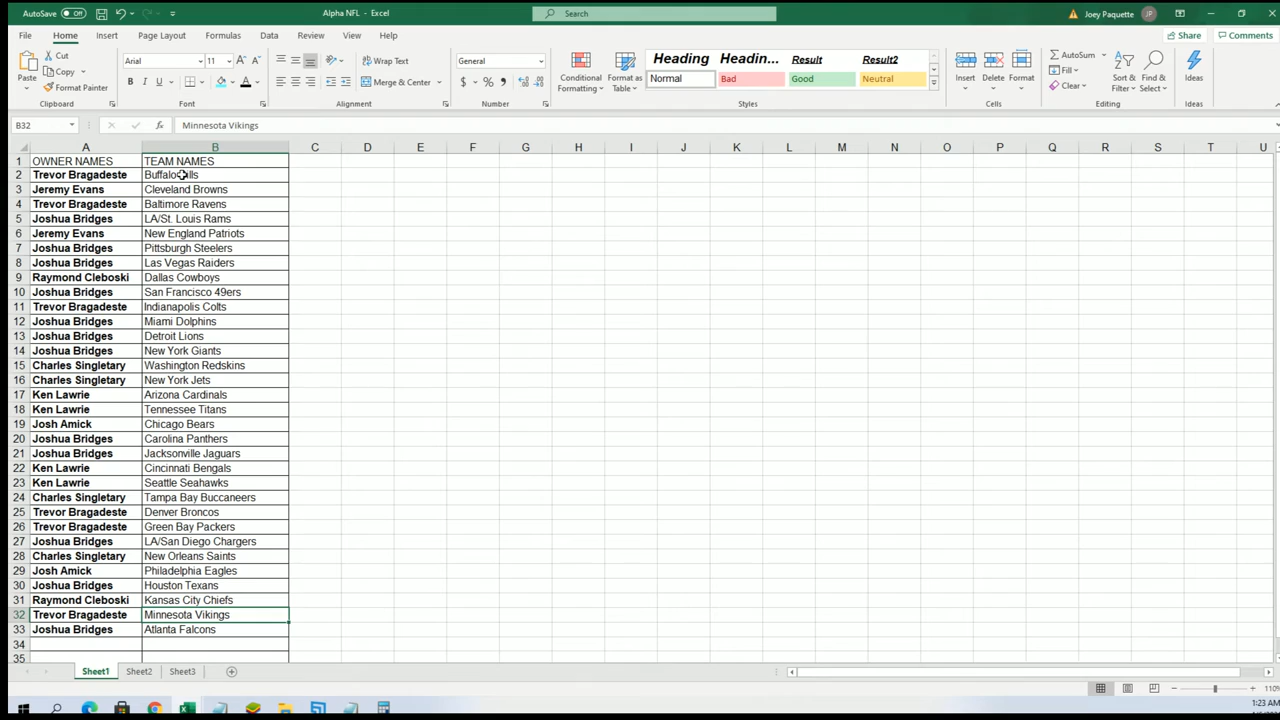 AutoSave Off Alpha NFL - Excel Search Joey Paquette JP
File Home Insert Page Layout Formulas Data Review View Help Share Comments
Paste Cut Copy Format Painter Clipboard
Arial 11 A A B I U A Font
Wrap Text Merge & Center Alignment
General $ % Number
Conditional Formatting Format as Table
Heading Headin... Result Result2
Normal Bad Good Neutral
Styles
Insert Delete Format Cells
AutoSum Fill Clear Sort & Filter Find & Select Editing
Ideas Ideas
B32 fx Minnesota Vikings
A B C D E F G H I J K L M N O P Q R S T U
1 OWNER NAMES TEAM NAMES
2 Trevor Bragadeste Buffalo Bills
3 Jeremy Evans Cleveland Browns
4 Trevor Bragadeste Baltimore Ravens
5 Joshua Bridges LA/St. Louis Rams
6 Jeremy Evans New England Patriots
7 Joshua Bridges Pittsburgh Steelers
8 Joshua Bridges Las Vegas Raiders
9 Raymond Cleboski Dallas Cowboys
10 Joshua Bridges San Francisco 49ers
11 Trevor Bragadeste Indianapolis Colts
12 Joshua Bridges Miami Dolphins
13 Joshua Bridges Detroit Lions
14 Joshua Bridges New York Giants
15 Charles Singletary Washington Redskins
16 Charles Singletary New York Jets
17 Ken Lawrie Arizona Cardinals
18 Ken Lawrie Tennessee Titans
19 Josh Amick Chicago Bears
20 Joshua Bridges Carolina Panthers
21 Joshua Bridges Jacksonville Jaguars
22 Ken Lawrie Cincinnati Bengals
23 Ken Lawrie Seattle Seahawks
24 Charles Singletary Tampa Bay Buccaneers
25 Trevor Bragadeste Denver Broncos
26 Trevor Bragadeste Green Bay Packers
27 Joshua Bridges LA/San Diego Chargers
28 Charles Singletary New Orleans Saints
29 Josh Amick Philadelphia Eagles
30 Joshua Bridges Houston Texans
31 Raymond Cleboski Kansas City Chiefs
32 Trevor Bragadeste Minnesota Vikings
33 Joshua Bridges Atlanta Falcons
34
35
Sheet1 Sheet2 Sheet3
110%
1:23 AM